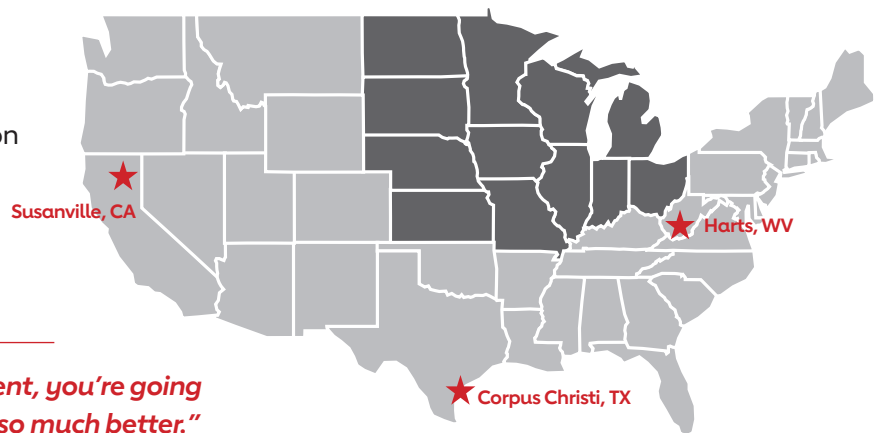 on
Susanville, CA
Harts, WV
Corpus Christi, TX
ent, you’re going
so much better.”